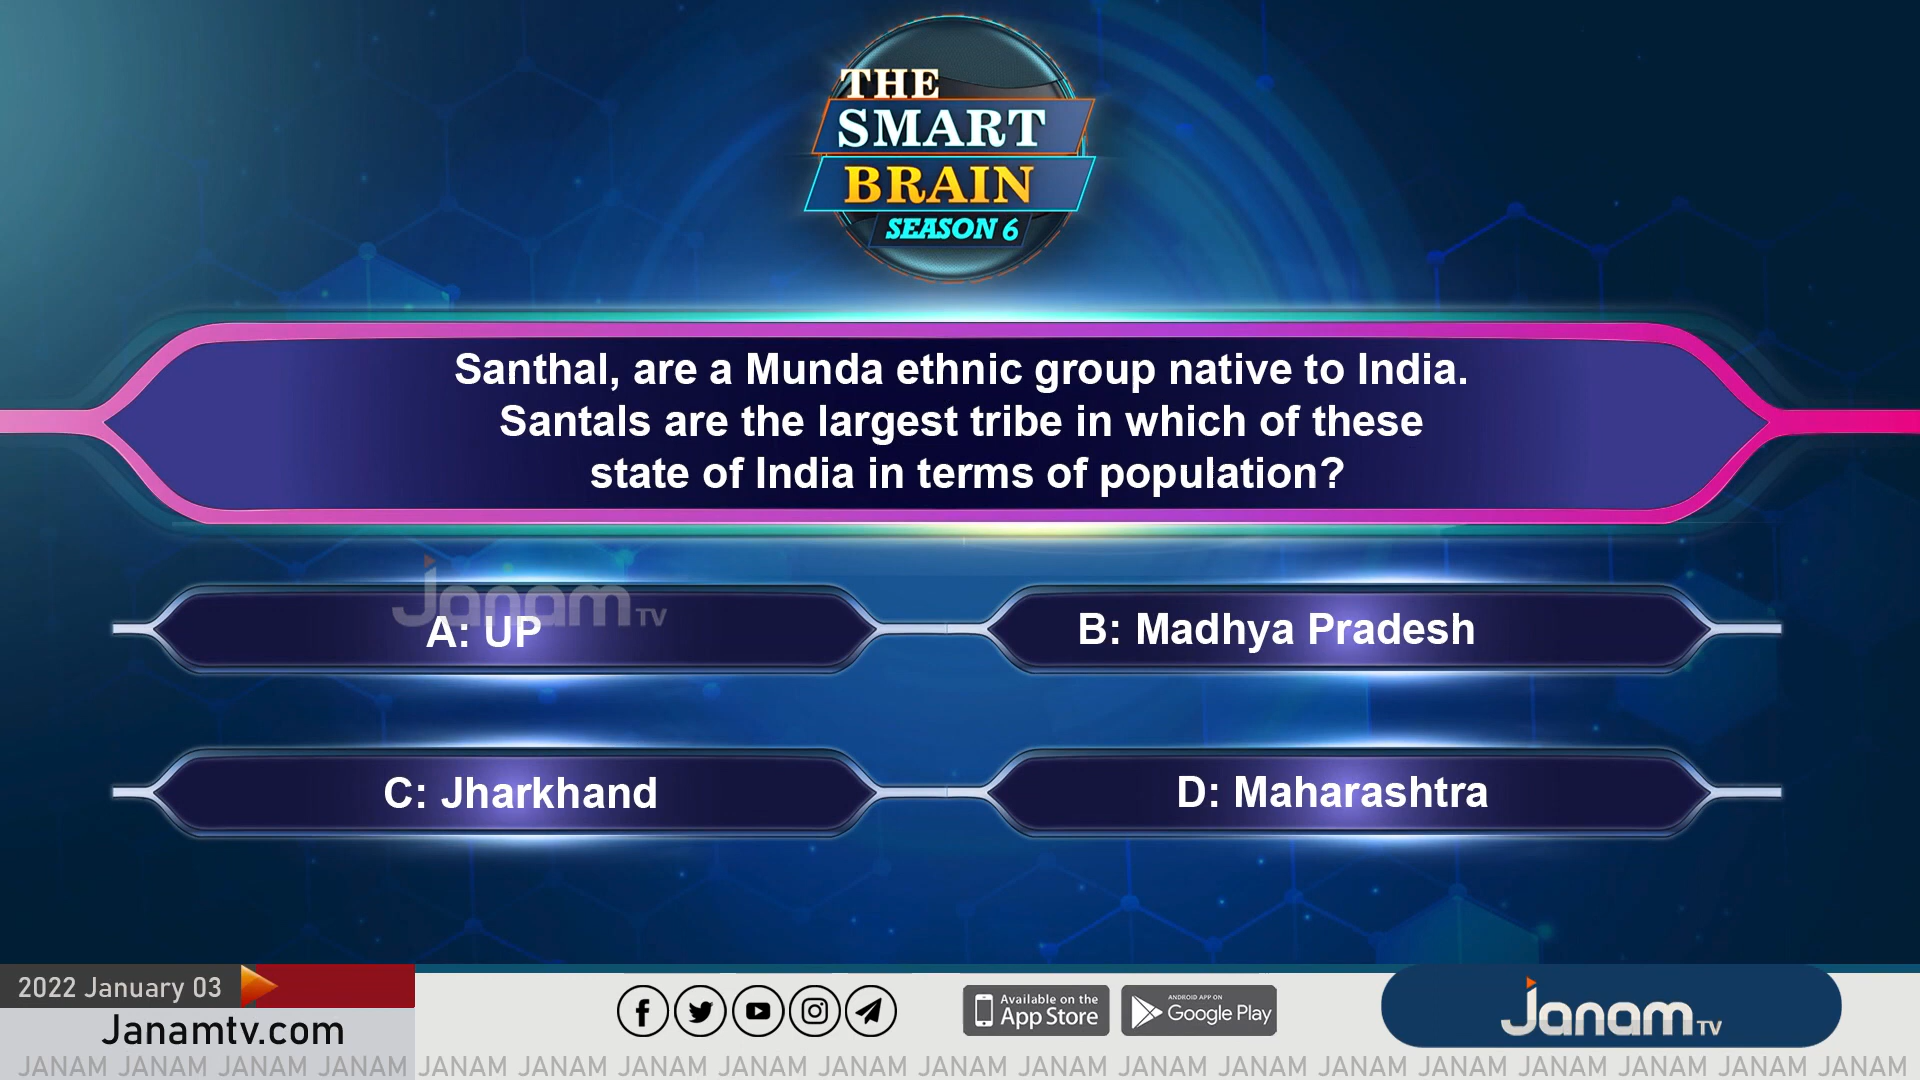 THE
SMART
BRAIN
SEASON 6
Santhal, are a Munda ethnic group native to India.
Santals are the largest tribe in which of these
state of India in terms of population?
Janam TV
A: UP
B: Madhya Pradesh
C: Jharkhand
D: Maharashtra
2022 January 03
Janamtv.com
Available on the
App Store
ANDROID APP ON
Google Play
Janam TV
JANAM JANAM JANAM JANAM JANAM JANAM JANAM JANAM JANAM JANAM JANAM JANAM JANAM JANAM JANAM JANAM JANAM JANAM JANAM